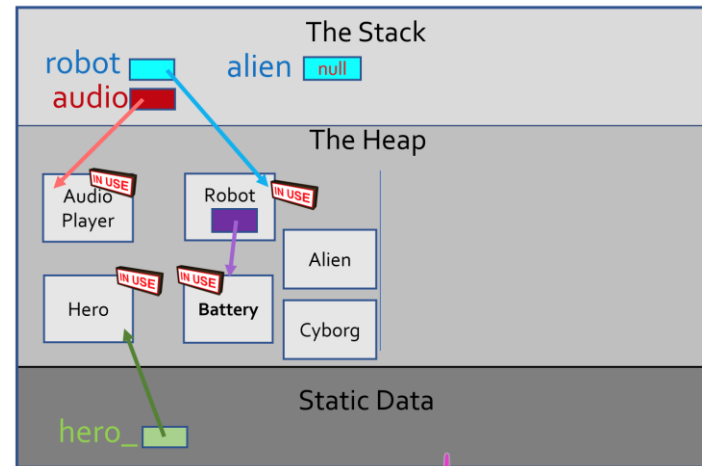 The Stack
robot
alien
null
audio
The Heap
IN USE
Audio
Player
Robot
IN USE
Alien
IN USE
IN USE
Hero
Battery
Cyborg
Static Data
hero_